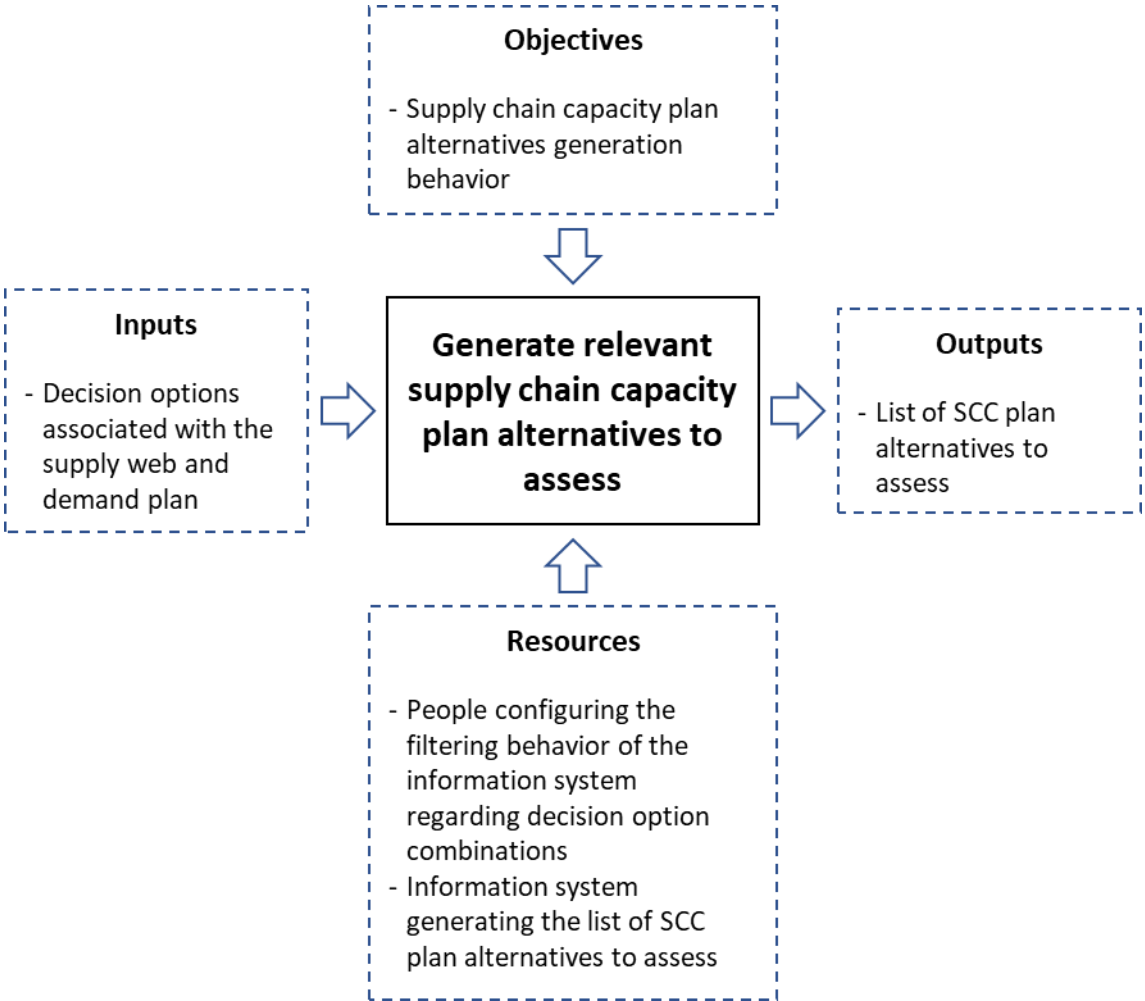 Objectives
- Supply chain capacity plan
alternatives generation
behavior
Inputs
- Decision options
associated with the
supply web and
demand plan
Generate relevant
supply chain capacity
plan alternatives to
assess
Outputs
- List of SCC plan
alternatives to
assess
Resources
- People configuring the
filtering behavior of the
information system
regarding decision option
combinations
- Information system
generating the list of SCC
plan alternatives to assess